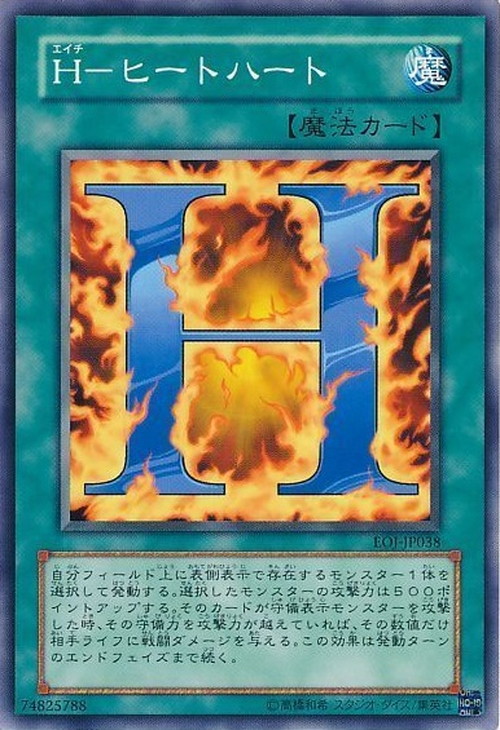 エイチ
H-ヒートハート
魔
まほう
【魔法カード】
H
EOJ-JP038
自分フィールド上に表側表示で存在するモンスター1体を
選択して発動する。選択したモンスターの攻撃力は500ポ
イントアップする。そのカードが守備表示モンスターを攻撃
した時、その守備力を攻撃力が越えていれば、その数値だけ
相手ライフに戦闘ダメージを与える。この効果は発動ターン
のエンドフェイズまで続く。
74825788
©高橋和希 スタジオ・ダイス/集英社